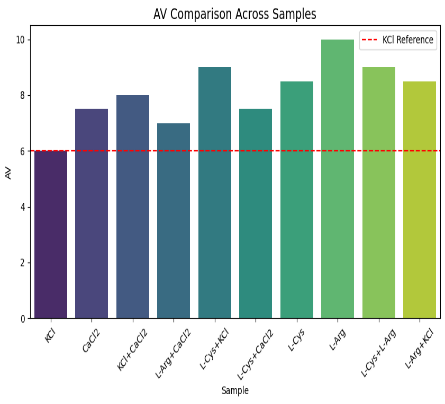 AV Comparison Across Samples
KCl Reference
10
8
6
4
2
0
AV
KCl
CaCl2
KCl+CaCl2
L-Arg+CaCl2
L-Cys+KCl
L-Cys+CaCl2
L-Cys
L-Arg
L-Cys+L-Arg
L-Arg+KCl
Sample